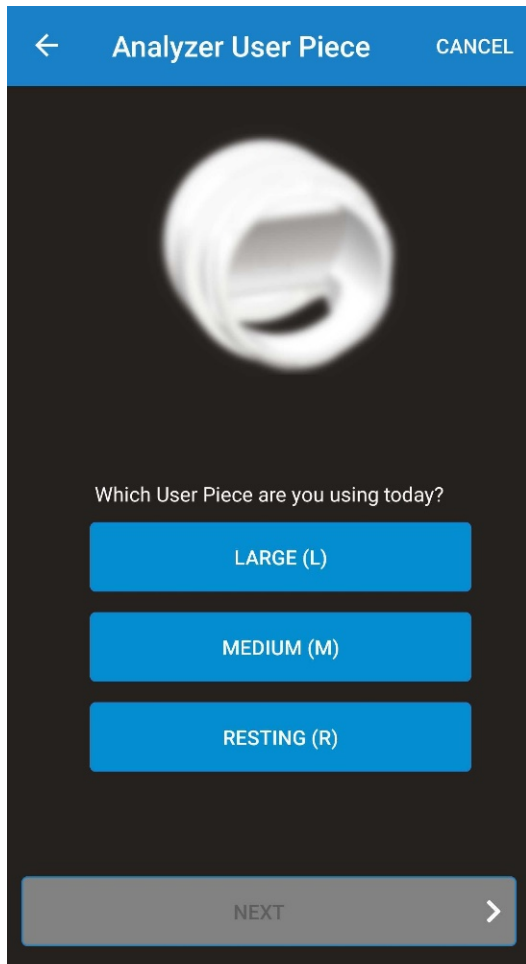 Analyzer User Piece
CANCEL
Which User Piece are you using today?
LARGE (L)
MEDIUM (M)
RESTING (R)
NEXT